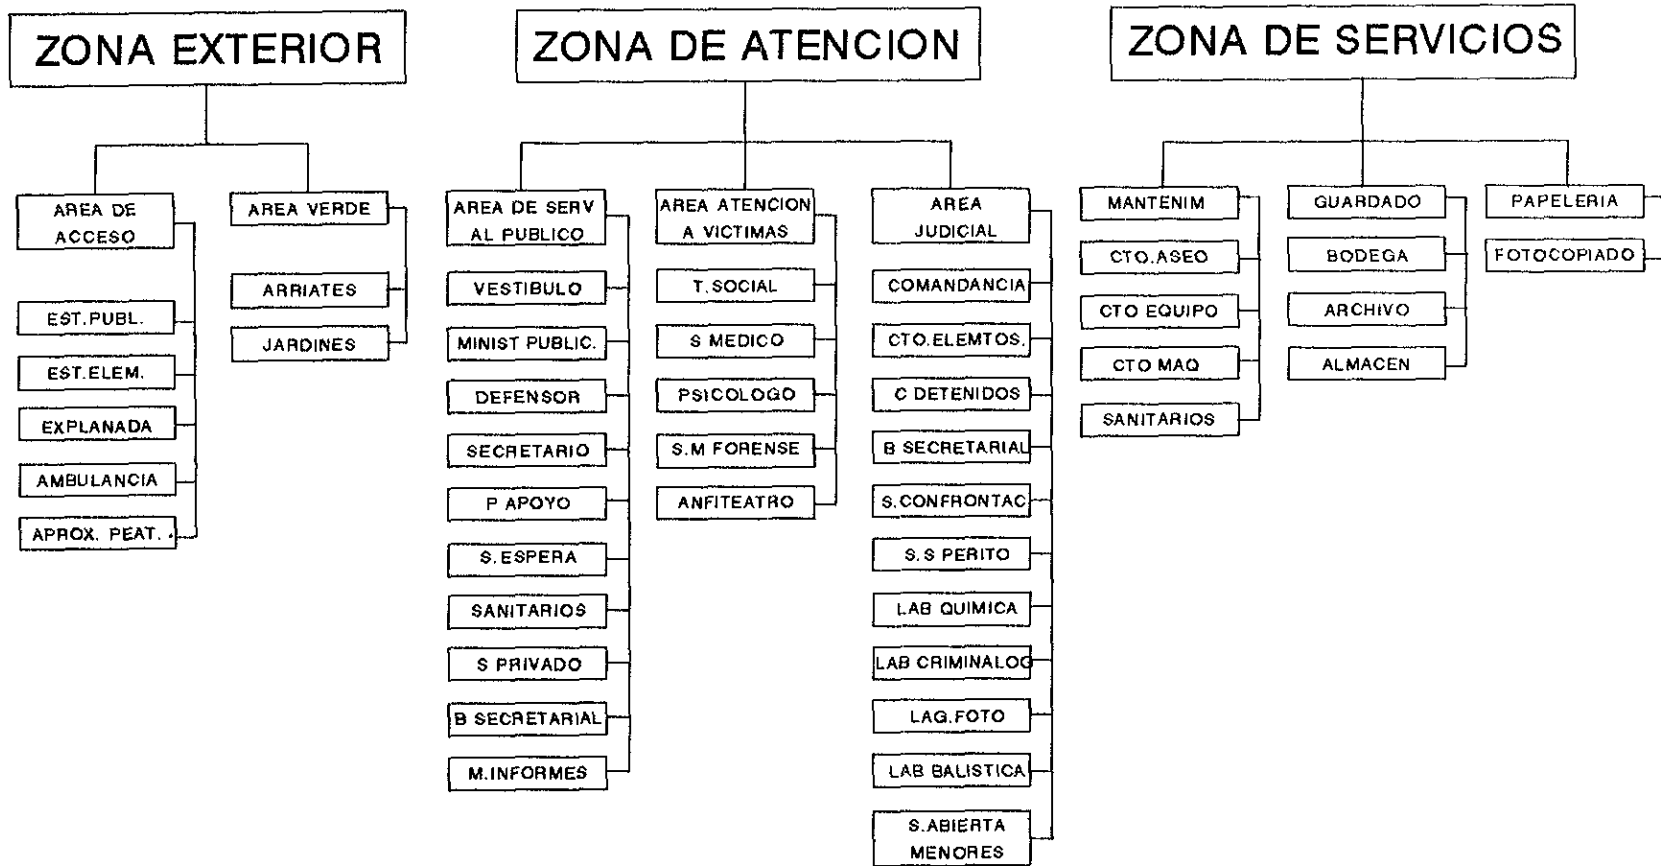 ZONA EXTERIOR
AREA DE
ACCESO
EST.PUBL.
EST.ELEM.
EXPLANADA
AMBULANCIA
APROX. PEAT.
AREA VERDE
ARRIATES
JARDINES
ZONA DE ATENCION
AREA DE SERV
AL PUBLICO
VESTIBULO
MINIST PUBLIC.
DEFENSOR
SECRETARIO
P APOYO
S.ESPERA
SANITARIOS
S PRIVADO
B SECRETARIAL
M.INFORMES
AREA ATENCION
A VICTIMAS
T.SOCIAL
S MEDICO
PSICOLOGO
S.M FORENSE
ANFITEATRO
AREA
JUDICIAL
COMANDANCIA
CTO.ELEMTOS.
C DETENIDOS
B SECRETARIAL
S.CONFRONTAC
S.S PERITO
LAB QUIMICA
LAB CRIMINALOG
LAG.FOTO
LAB BALISTICA
S.ABIERTA
MENORES
ZONA DE SERVICIOS
MANTENIM
CTO.ASEO
CTO EQUIPO
CTO MAQ
SANITARIOS
GUARDADO
BODEGA
ARCHIVO
ALMACEN
PAPELERIA
FOTOCOPIADO